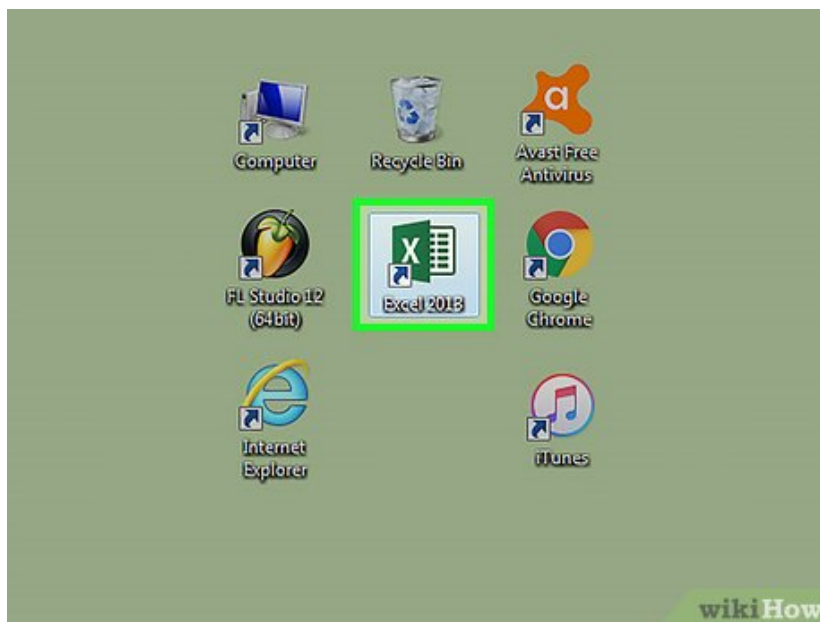 Computer
Recycle Bin
Avast Free
Antivirus
FL Studio 12
(64bit)
Excel 2013
Google
Chrome
Internet
Explorer
iTunes
wikiHow